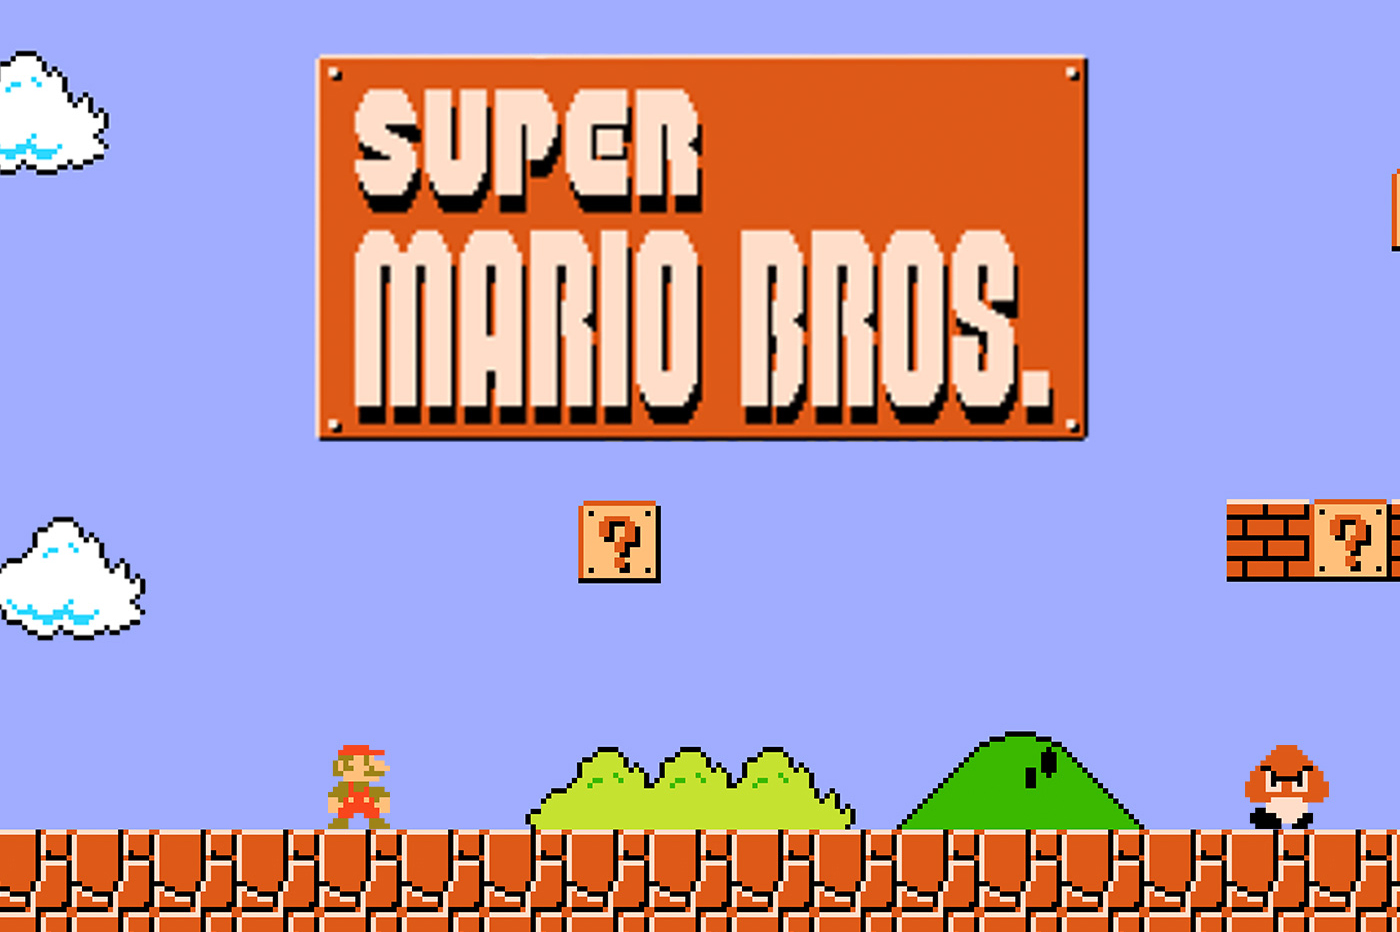 SUPER
MARIO BROS.
?
?